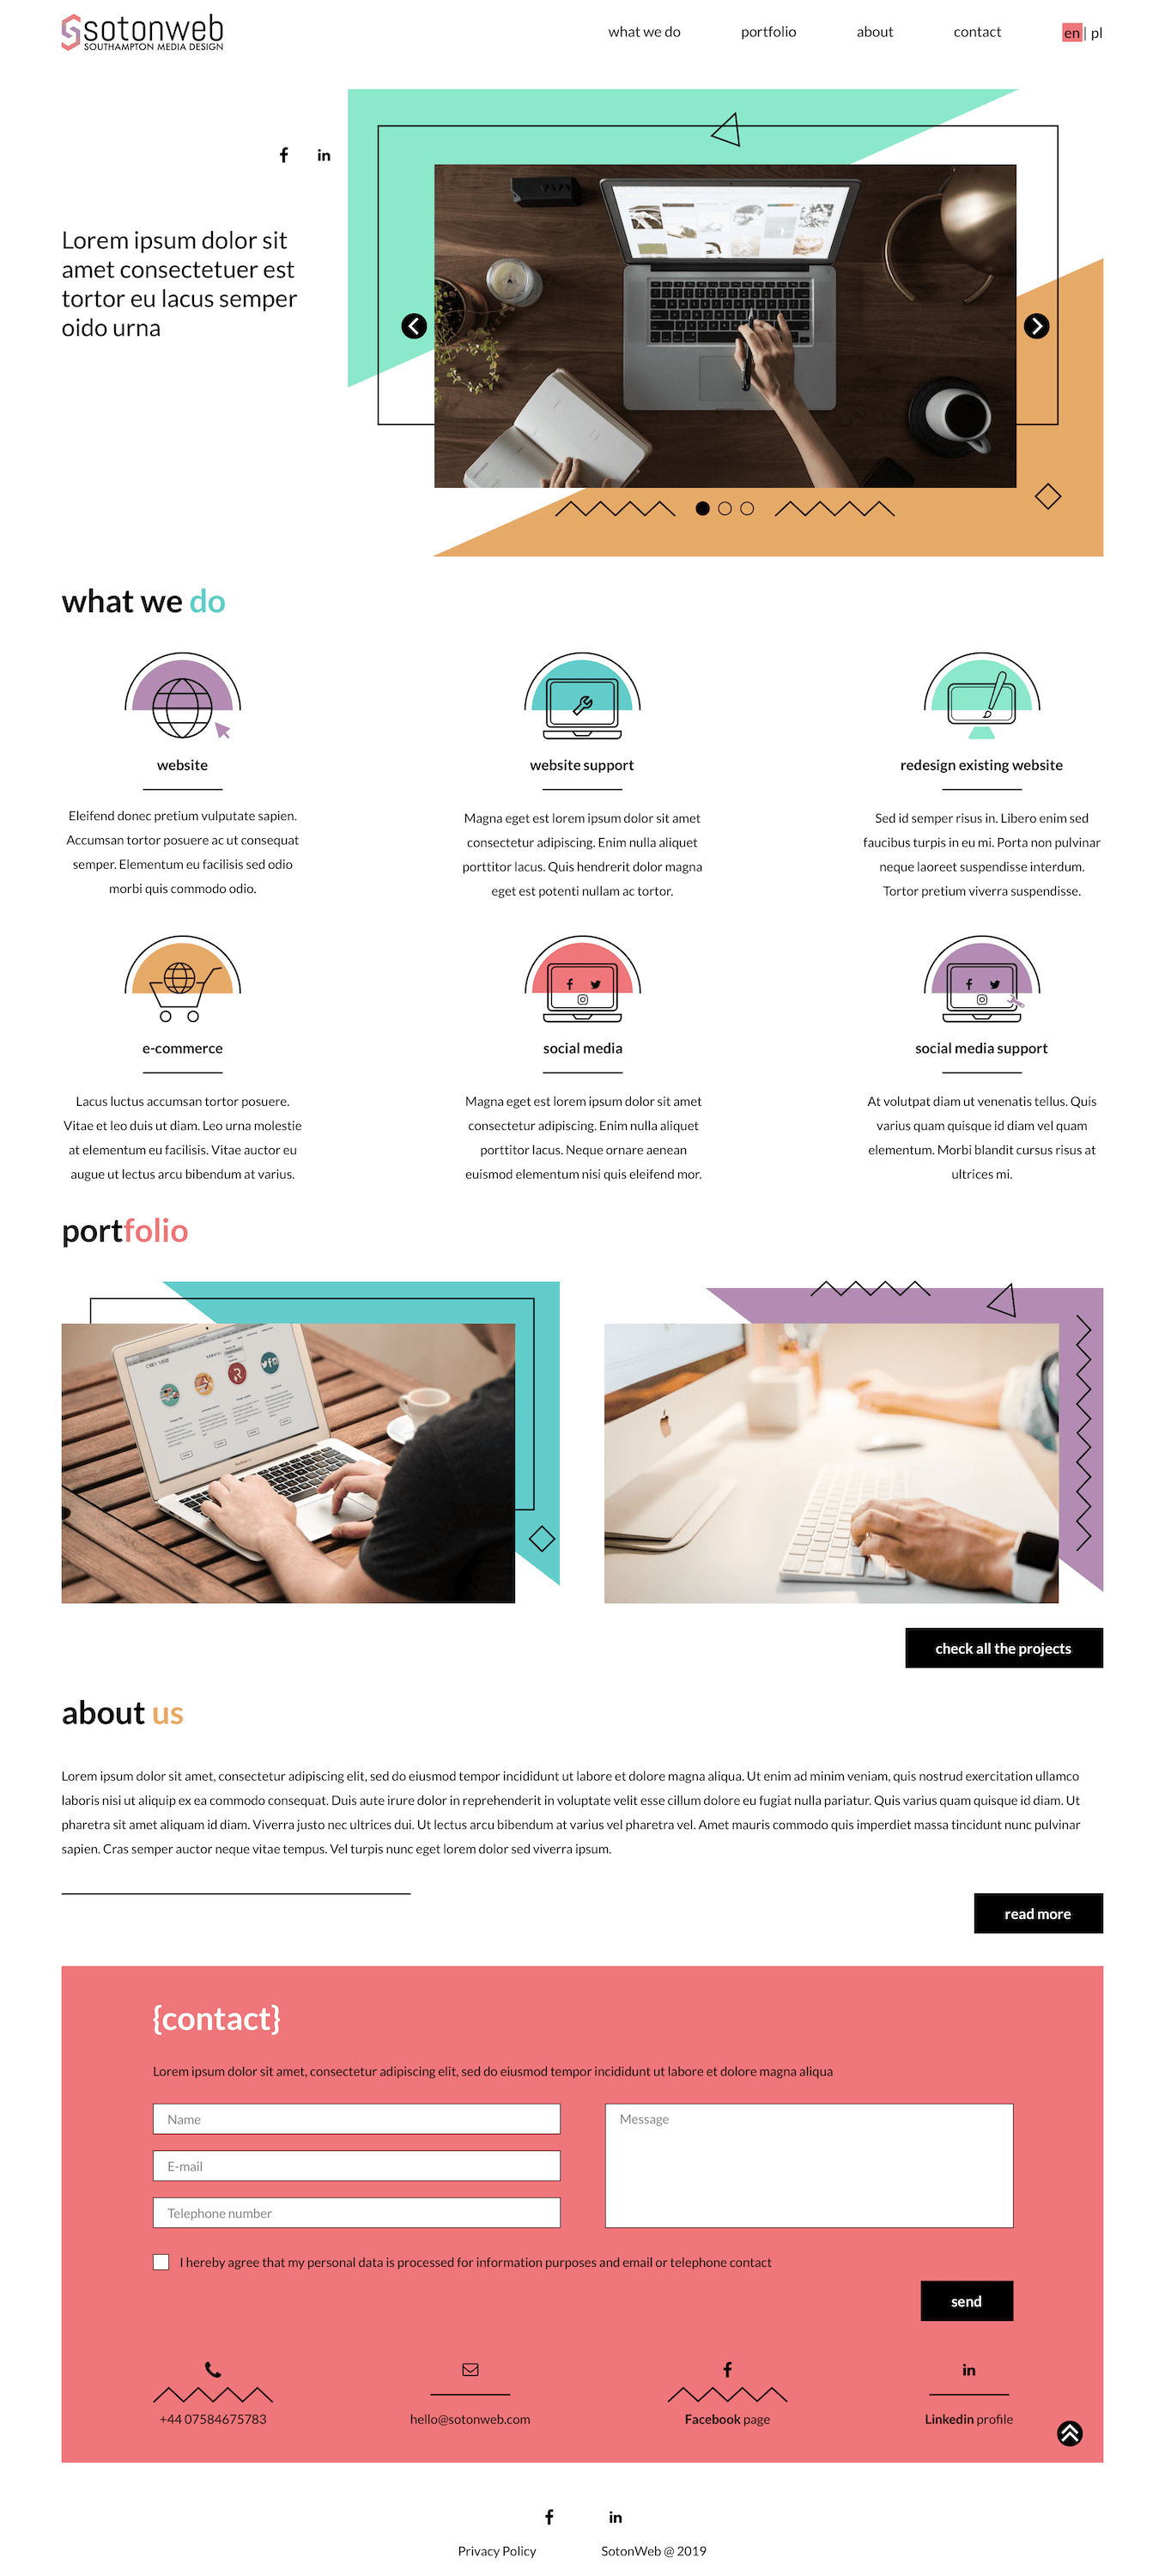 sotonweb
SOUTHAMPTON MEDIA DESIGN
what we do
portfolio
about
contact
en | pl
Lorem ipsum dolor sit
amet consectetuer est
tortor eu lacus semper
oido urna
what we do
website
Eleifend donec pretium vulputate sapien.
Accumsan tortor posuere ac ut consequat
semper. Elementum eu facilisis sed odio
morbi quis commodo odio.
website support
Magna eget est lorem ipsum dolor sit amet
consectetur adipiscing. Enim nulla aliquet
porttitor lacus. Quis hendrerit dolor magna
eget est potenti nullam ac tortor.
redesign existing website
Sed id semper risus in. Libero enim sed
faucibus turpis in eu mi. Porta non pulvinar
neque laoreet suspendisse interdum.
Tortor pretium viverra suspendisse.
e-commerce
Lacus luctus accumsan tortor posuere.
Vitae et leo duis ut diam. Leo urna molestie
at elementum eu facilisis. Vitae auctor eu
augue ut lectus arcu bibendum at varius.
social media
Magna eget est lorem ipsum dolor sit amet
consectetur adipiscing. Enim nulla aliquet
porttitor lacus. Neque ornare aenean
euismod elementum nisi quis eleifend mor.
social media support
At volutpat diam ut venenatis tellus. Quis
varius quam quisque id diam vel quam
elementum. Morbi blandit cursus risus at
ultrices mi.
portfolio
check all the projects
about us
Lorem ipsum dolor sit amet, consectetur adipiscing elit, sed do eiusmod tempor incididunt ut labore et dolore magna aliqua. Ut enim ad minim veniam, quis nostrud exercitation ullamco
laboris nisi ut aliquip ex ea commodo consequat. Duis aute irure dolor in reprehenderit in voluptate velit esse cillum dolore eu fugiat nulla pariatur. Quis varius quam quisque id diam. Ut
pharetra sit amet aliquam id diam. Viverra justo nec ultrices dui. Ut lectus arcu bibendum at varius vel pharetra vel. Amet mauris commodo quis imperdiet massa tincidunt nunc pulvinar
sapien. Cras semper auctor neque vitae tempus. Vel turpis nunc eget lorem dolor sed viverra ipsum.
read more
{contact}
Lorem ipsum dolor sit amet, consectetur adipiscing elit, sed do eiusmod tempor incididunt ut labore et dolore magna aliqua
Name
E-mail
Telephone number
Message
I hereby agree that my personal data is processed for information purposes and email or telephone contact
send
+44 07584675783
hello@sotonweb.com
Facebook page
Linkedin profile
Privacy Policy
SotonWeb @ 2019